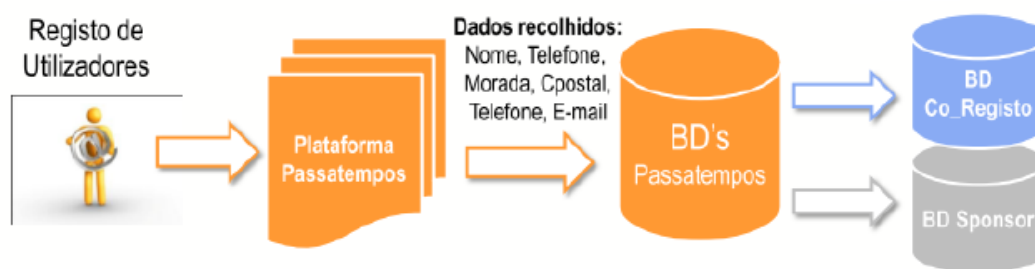 Registo de
Utilizadores
Plataforma
Passatempos
Dados recolhidos:
Nome, Telefone,
Morada, Cpostal,
Telefone, E-mail
BD's
Passatempos
BD
Co_Registo
BD Sponsor